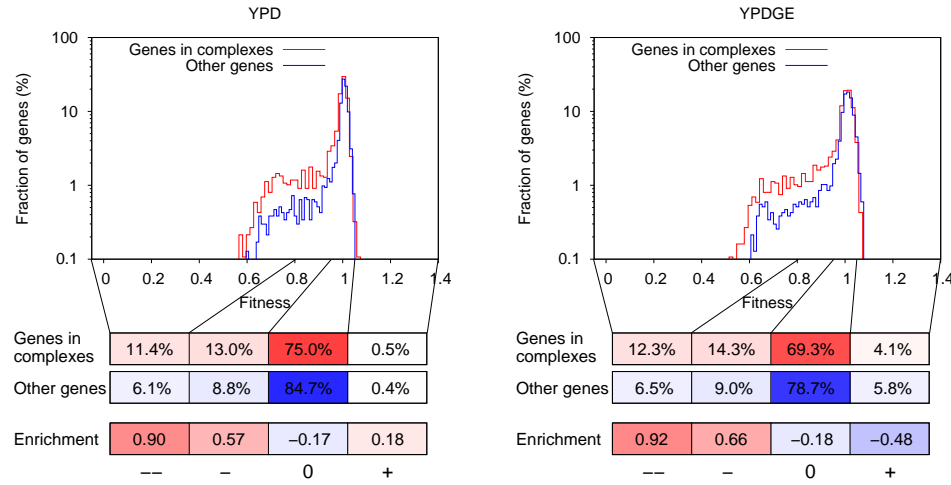 YPD
100
10
1
0.1
Fraction of genes (%)
Genes in complexes
Other genes
0 0.2 0.4 0.6 0.8 1 1.2 1.4
Fitness
Genes in complexes 11.4% 13.0% 75.0% 0.5%
Other genes 6.1% 8.8% 84.7% 0.4%
Enrichment 0.90 0.57 −0.17 0.18
−− − 0 +
YPDGE
100
10
1
0.1
Fraction of genes (%)
Genes in complexes
Other genes
0 0.2 0.4 0.6 0.8 1 1.2 1.4
Fitness
Genes in complexes 12.3% 14.3% 69.3% 4.1%
Other genes 6.5% 9.0% 78.7% 5.8%
Enrichment 0.92 0.66 −0.18 −0.48
−− − 0 +